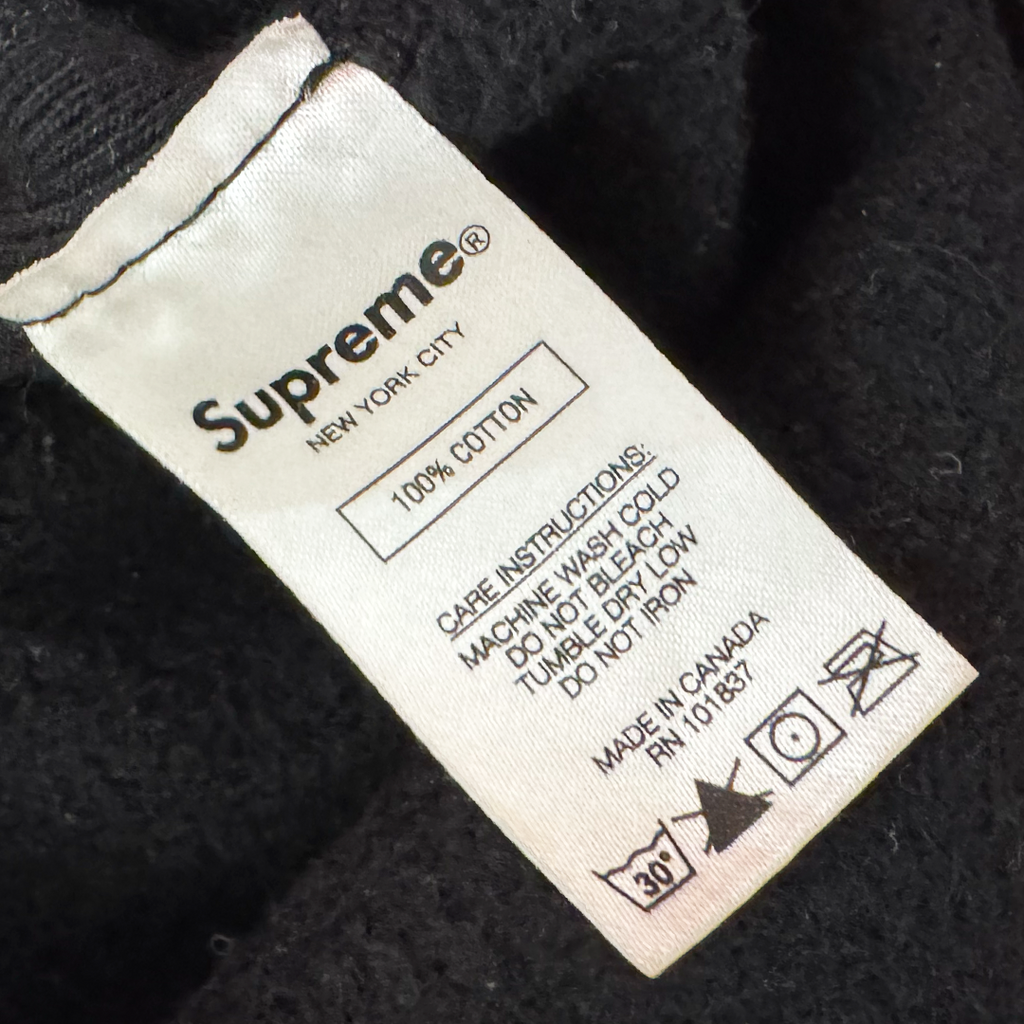 Supreme®
NEW YORK CITY
100% COTTON
CARE INSTRUCTIONS:
MACHINE WASH COLD
DO NOT BLEACH
TUMBLE DRY LOW
DO NOT IRON
MADE IN CANADA
RN 101837
30°